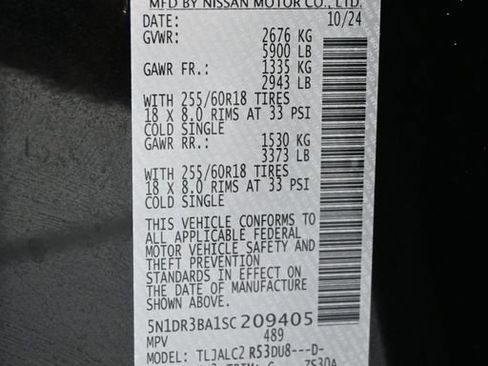 MFD BY NISSAN MOTOR CO., LTD.
DATE: 10/24
GVWR: 2676 KG
5900 LB
GAWR FR.: 1335 KG
2943 LB
WITH 255/60R18 TIRES
18 X 8.0 RIMS AT 33 PSI
COLD SINGLE
GAWR RR.: 1530 KG
3373 LB
WITH 255/60R18 TIRES
18 X 8.0 RIMS AT 33 PSI
COLD SINGLE
THIS VEHICLE CONFORMS TO
ALL APPLICABLE FEDERAL
MOTOR VEHICLE SAFETY AND
THEFT PREVENTION
STANDARDS IN EFFECT ON
THE DATE OF MANUFACTURE
SHOWN ABOVE.
5N1DR3BA1SC209405
MPV 489
MODEL: TLJALC2 R53DU8---D-
TRIM: G